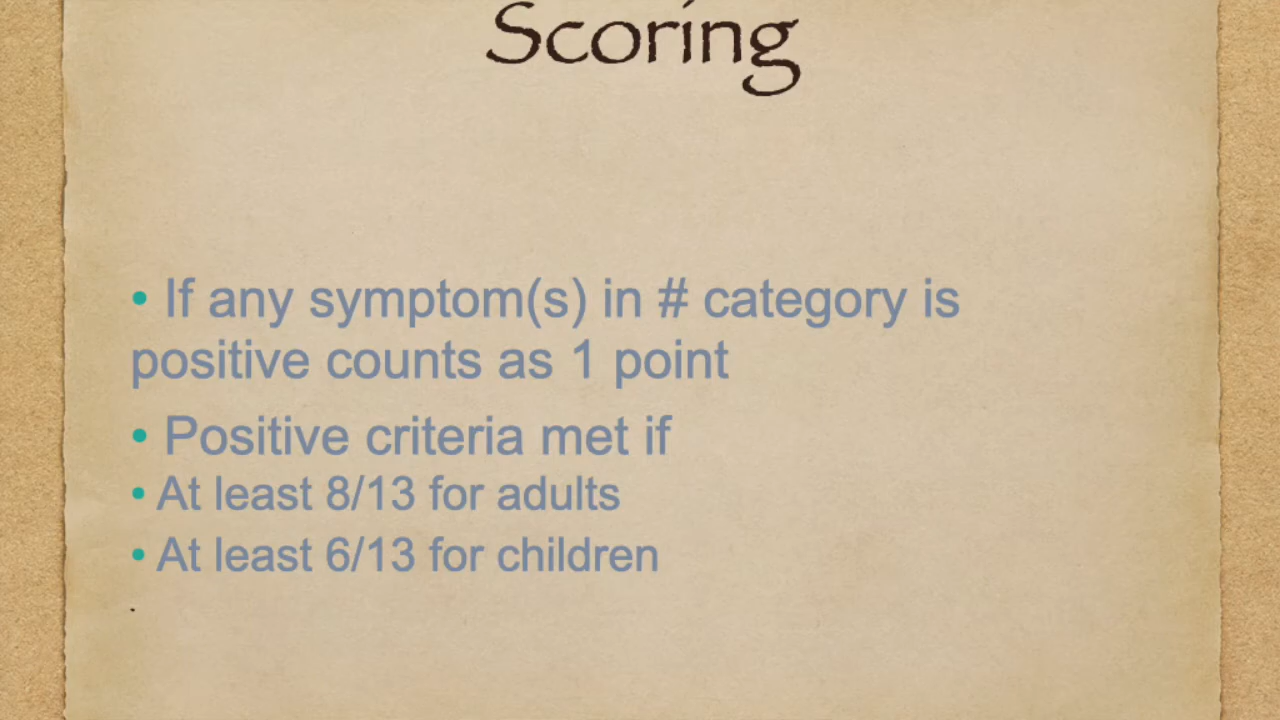 Scoring
• If any symptom(s) in # category is
positive counts as 1 point
• Positive criteria met if
• At least 8/13 for adults
• At least 6/13 for children
.